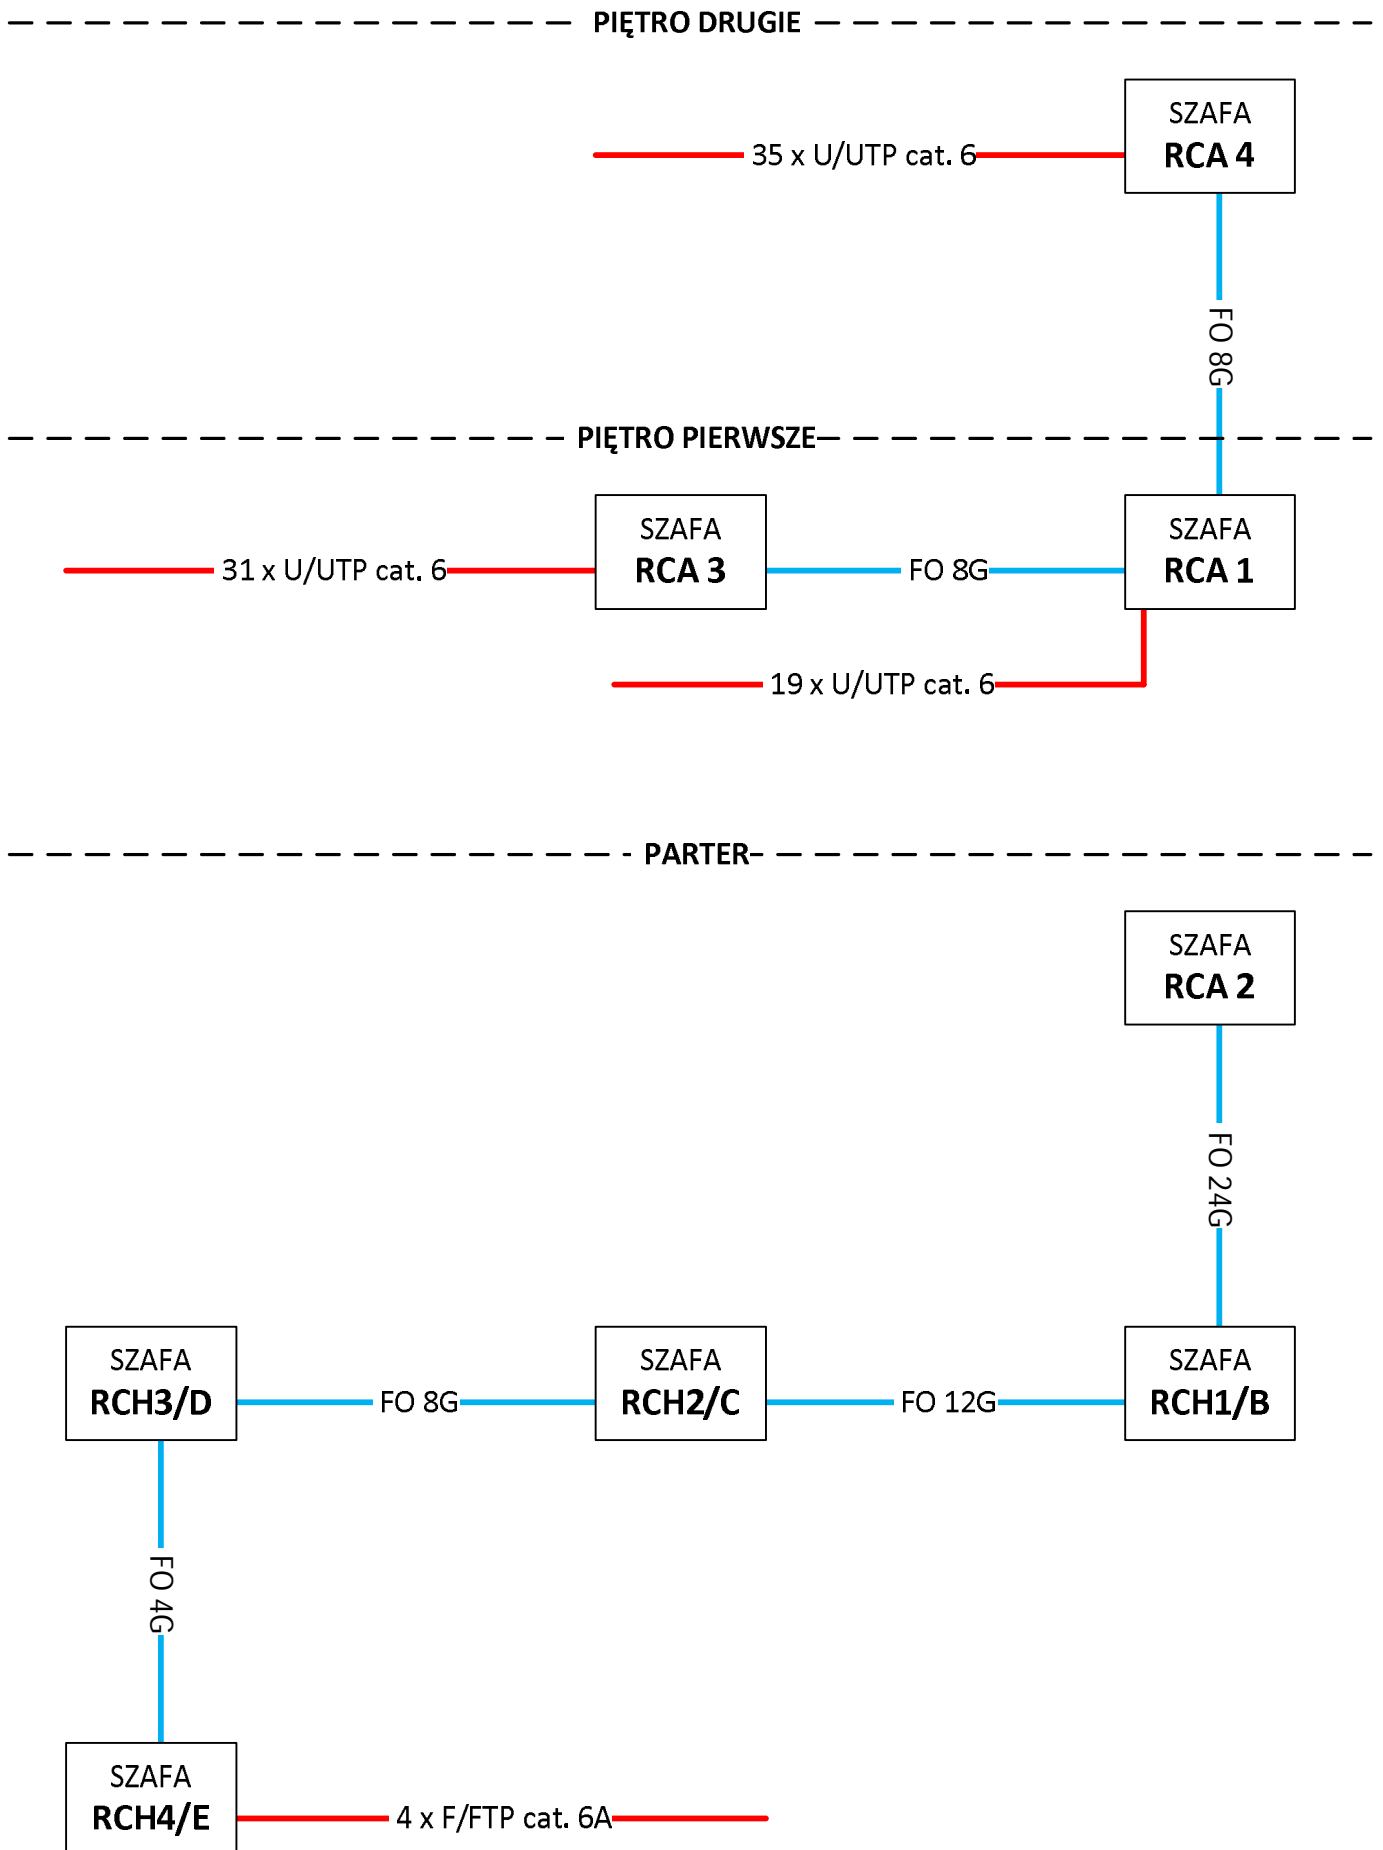 PIĘTRO DRUGIE
SZAFA
RCA 4
35 x U/UTP cat. 6
FO 8G
PIĘTRO PIERWSZE
SZAFA
RCA 3
SZAFA
RCA 1
31 x U/UTP cat. 6
FO 8G
19 x U/UTP cat. 6
PARTER
SZAFA
RCA 2
FO 24G
SZAFA
RCH3/D
FO 8G
SZAFA
RCH2/C
FO 12G
SZAFA
RCH1/B
FO 4G
SZAFA
RCH4/E
4 x F/FTP cat. 6A